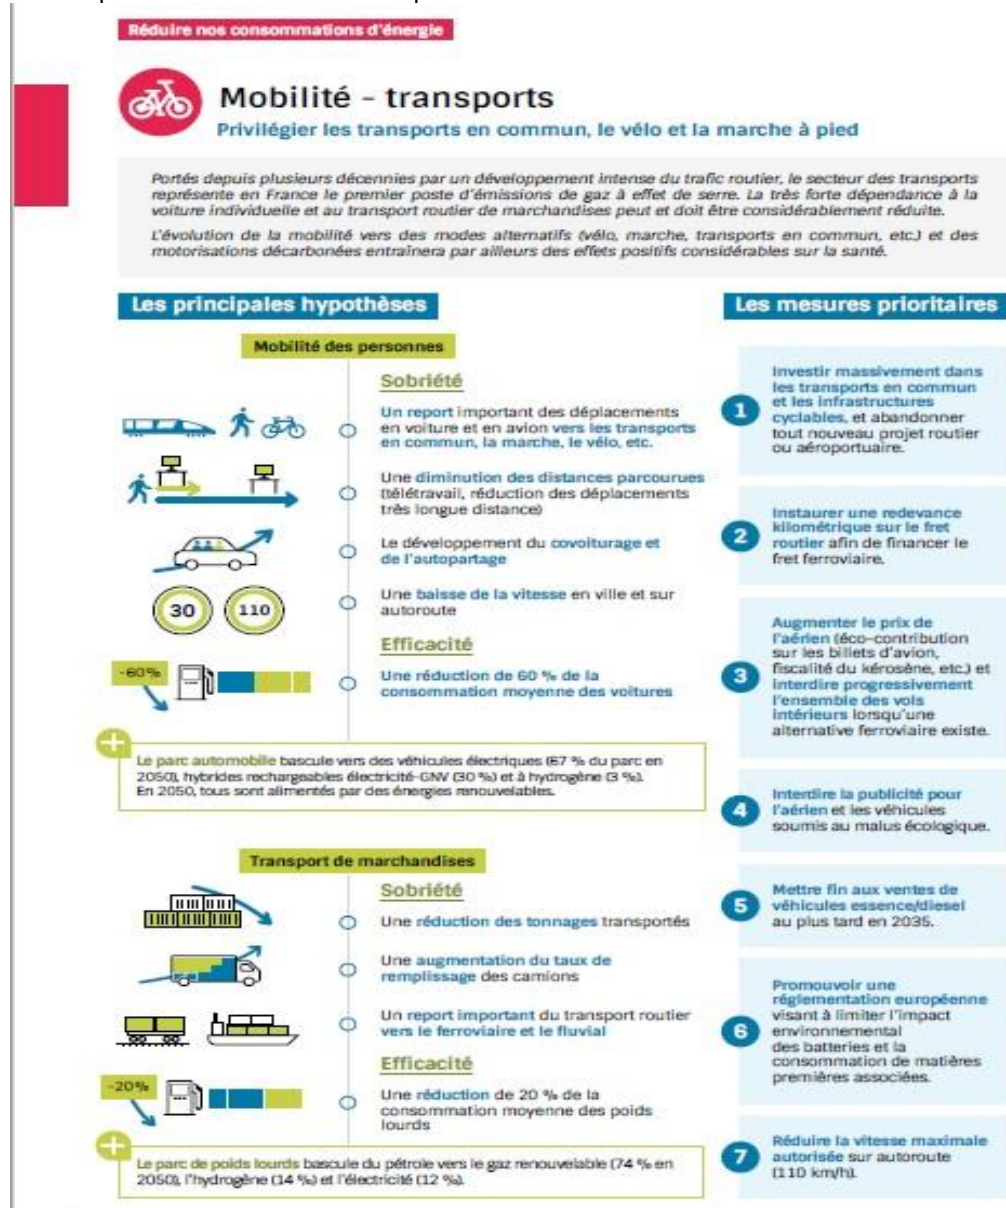 Réduire nos consommations d'énergie
Mobilité - transports
Privilégier les transports en commun, le vélo et la marche à pied
Portés depuis plusieurs décennies par un développement intense du trafic routier, le secteur des transports
représente en France le premier poste d'émissions de gaz à effet de serre. La très forte dépendance à la
voiture individuelle et au transport routier de marchandises peut et doit être considérablement réduite.
L'évolution de la mobilité vers des modes alternatifs (vélo, marche, transports en commun, etc.) et des
motorisations décarbonées entraînera par ailleurs des effets positifs considérables sur la santé.
Les principales hypothèses
Mobilité des personnes
Sobriété
Un report important des déplacements
en voiture et en avion vers les transports
en commun, la marche, le vélo, etc.
Une diminution des distances parcourues
(télétravail, réduction des déplacements
très longue distance)
Le développement du covoiturage et
de l'autopartage
30
110
Une baisse de la vitesse en ville et sur
autoroute
Efficacité
-60%
Une réduction de 60 % de la
consommation moyenne des voitures
+
Le parc automobile bascule vers des véhicules électriques (67 % du parc en
2050), hybrides rechargeables électricité-GNV (30 %) et à hydrogène (3 %).
En 2050, tous sont alimentés par des énergies renouvelables.
Transport de marchandises
Sobriété
Une réduction des tonnages transportés
Une augmentation du taux de
remplissage des camions
Un report important du transport routier
vers le ferroviaire et le fluvial
Efficacité
-20%
Une réduction de 20 % de la
consommation moyenne des poids
lourds
+
Le parc de poids lourds bascule du pétrole vers le gaz renouvelable (74 % en
2050), l'hydrogène (14 %) et l'électricité (12 %).
Les mesures prioritaires
1
Investir massivement dans
les transports en commun
et les infrastructures
cyclables, et abandonner
tout nouveau projet routier
ou aéroportuaire.
2
Instaurer une redevance
kilométrique sur le fret
routier afin de financer le
fret ferroviaire.
3
Augmenter le prix de
l'aérien (éco-contribution
sur les billets d'avion,
fiscalité du kérosène, etc.) et
interdire progressivement
l'ensemble des vols
intérieurs lorsqu'une
alternative ferroviaire existe.
4
Interdire la publicité pour
l'aérien et les véhicules
soumis au malus écologique.
5
Mettre fin aux ventes de
véhicules essence/diesel
au plus tard en 2035.
6
Promouvoir une
réglementation européenne
visant à limiter l'impact
environnemental
des batteries et la
consommation de matières
premières associées.
7
Réduire la vitesse maximale
autorisée sur autoroute
(110 km/h).